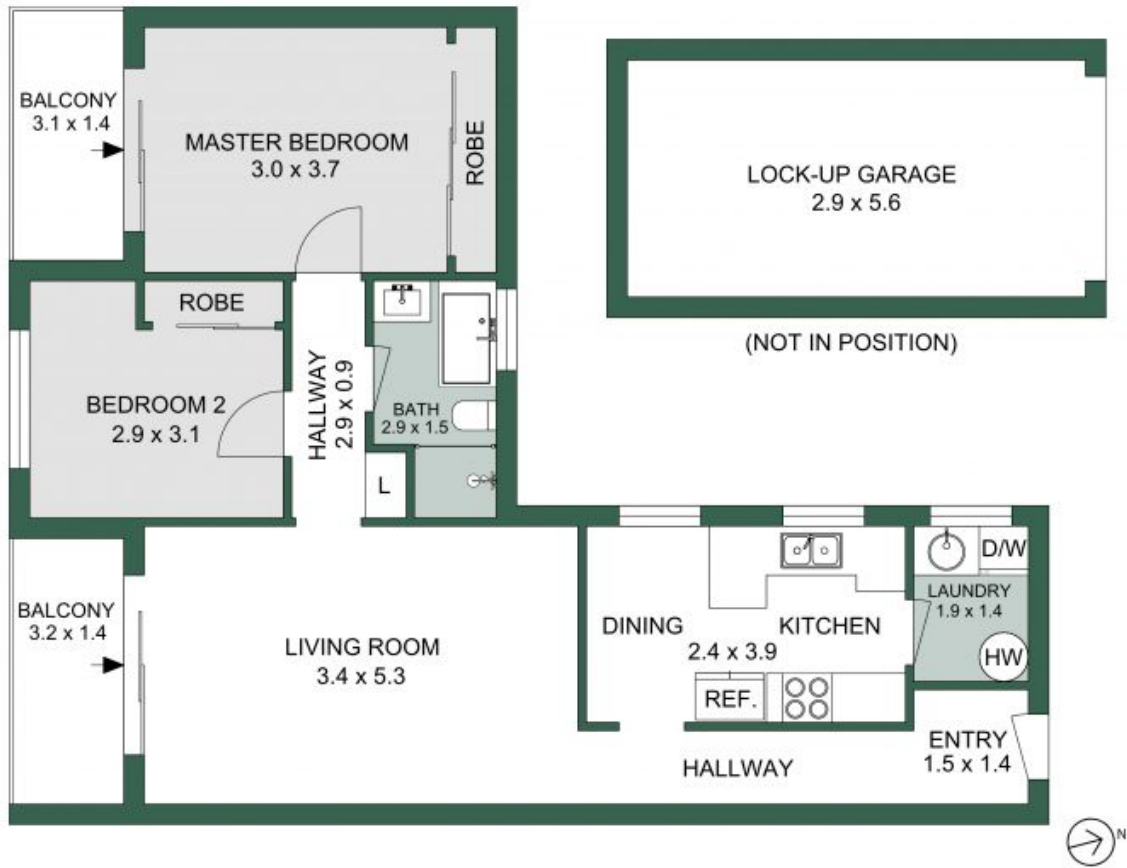 BALCONY
3.1 x 1.4
MASTER BEDROOM
3.0 x 3.7
ROBE
LOCK-UP GARAGE
2.9 x 5.6
(NOT IN POSITION)
ROBE
BEDROOM 2
2.9 x 3.1
HALLWAY
2.9 x 0.9
BATH
2.9 x 1.5
L
BALCONY
3.2 x 1.4
LIVING ROOM
3.4 x 5.3
DINING
KITCHEN
2.4 x 3.9
REF.
D/W
LAUNDRY
1.9 x 1.4
HW
ENTRY
1.5 x 1.4
HALLWAY
N